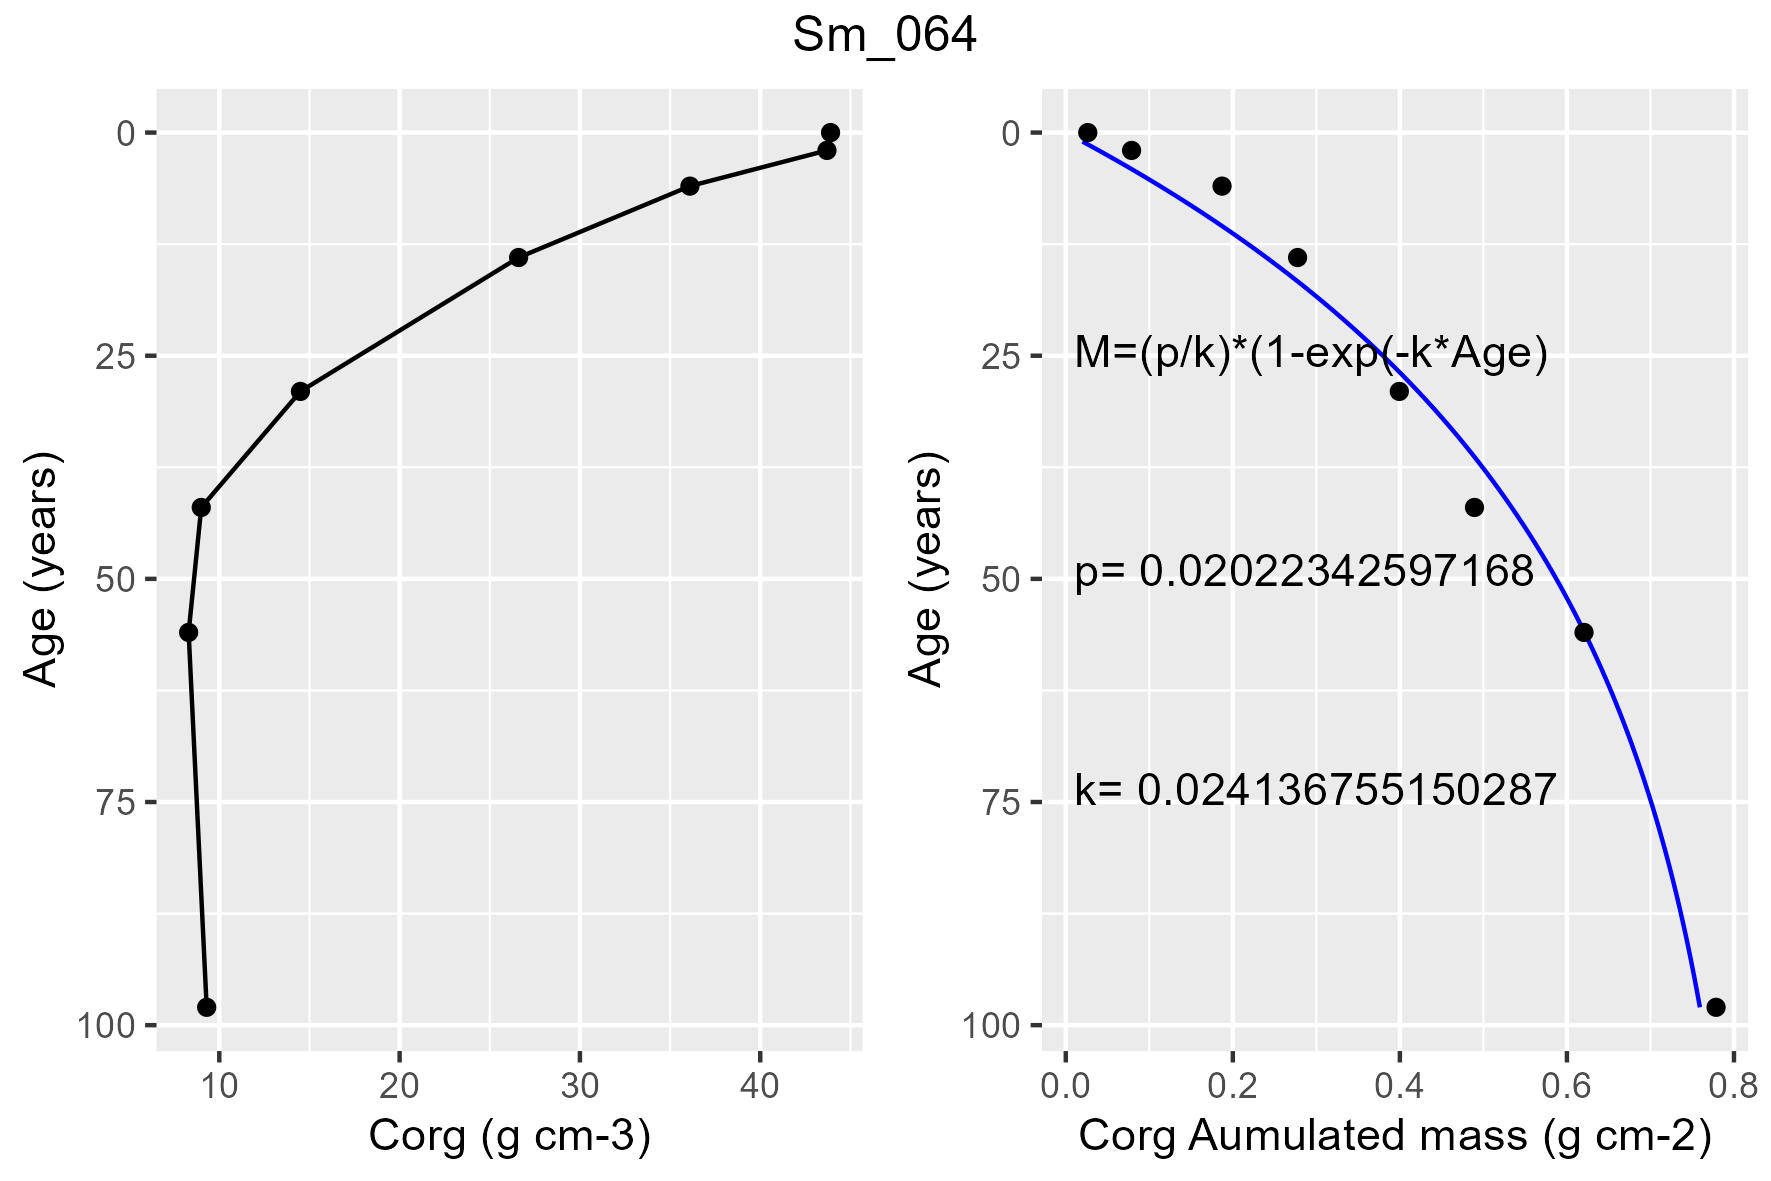 Sm_064
0
25
50
75
100
Age (years)
10 20 30 40
Corg (g cm-3)
0
25
50
75
100
Age (years)
M=(p/k)*(1-exp(-k*Age)
p= 0.02022342597168
k= 0.024136755150287
0.0 0.2 0.4 0.6 0.8
Corg Aumulated mass (g cm-2)